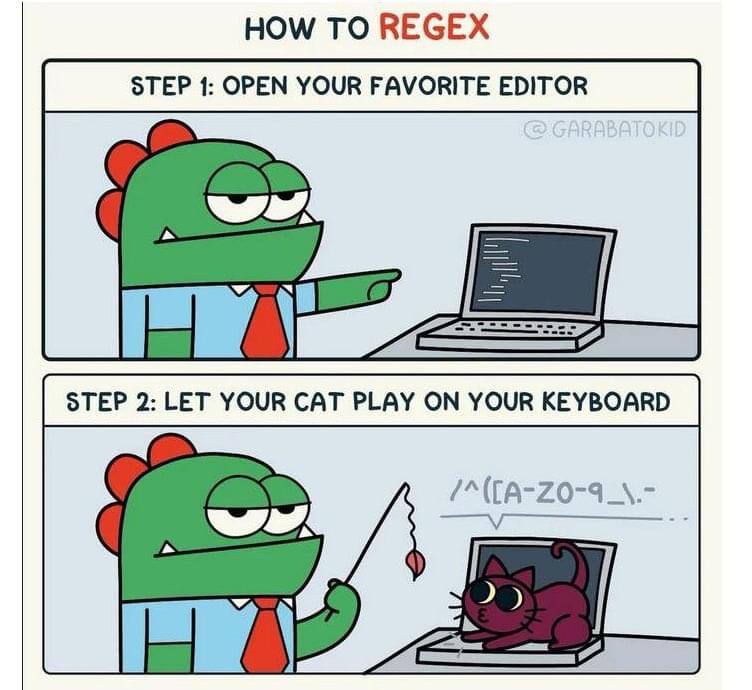 HOW TO REGEX
STEP 1: OPEN YOUR FAVORITE EDITOR
@GARABATOKID
STEP 2: LET YOUR CAT PLAY ON YOUR KEYBOARD
/^([A-Z0-9_\.-